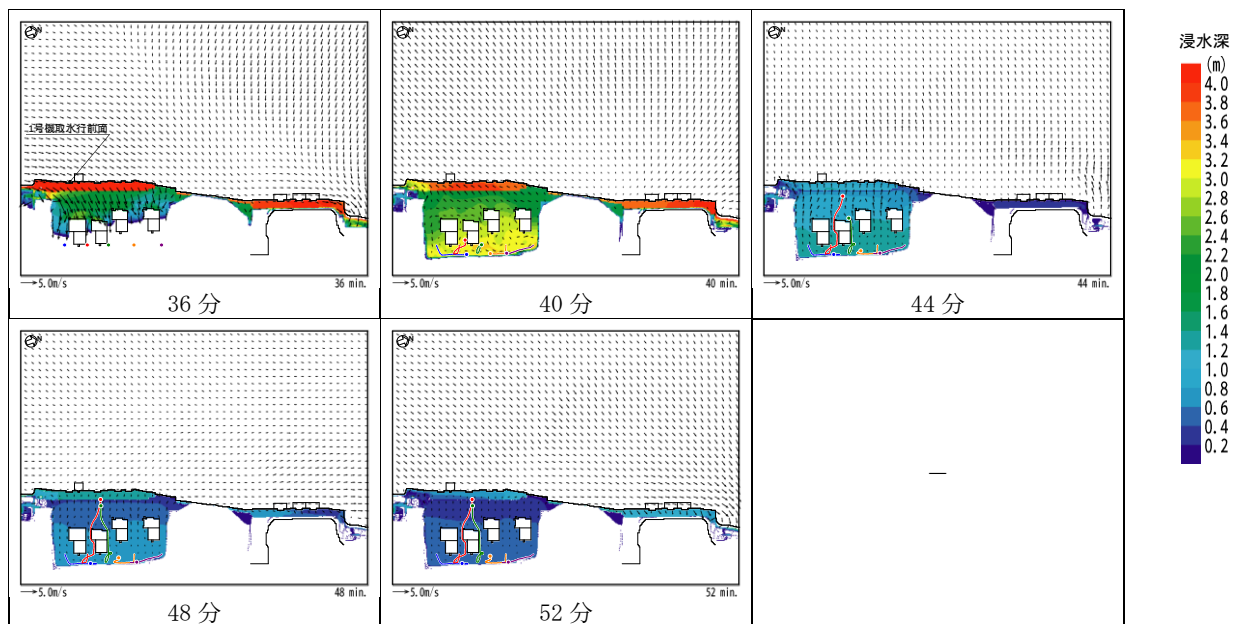 浸水深
(m)
4.0
3.8
3.6
3.4
3.2
3.0
2.8
2.6
2.4
2.2
2.0
1.8
1.6
1.4
1.2
1.0
0.8
0.6
0.4
0.2
N
1号機取水行前面
5.0m/s
36 min.
36 分
N
5.0m/s
40 min.
40 分
N
5.0m/s
44 min.
44 分
N
5.0m/s
48 min.
48 分
N
5.0m/s
52 min.
52 分
—